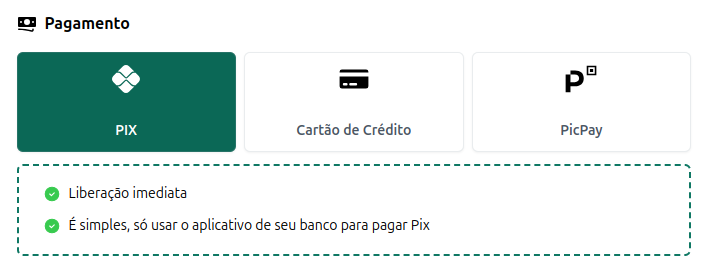 Pagamento
PIX
Cartão de Crédito
PicPay
Liberação imediata
É simples, só usar o aplicativo de seu banco para pagar Pix